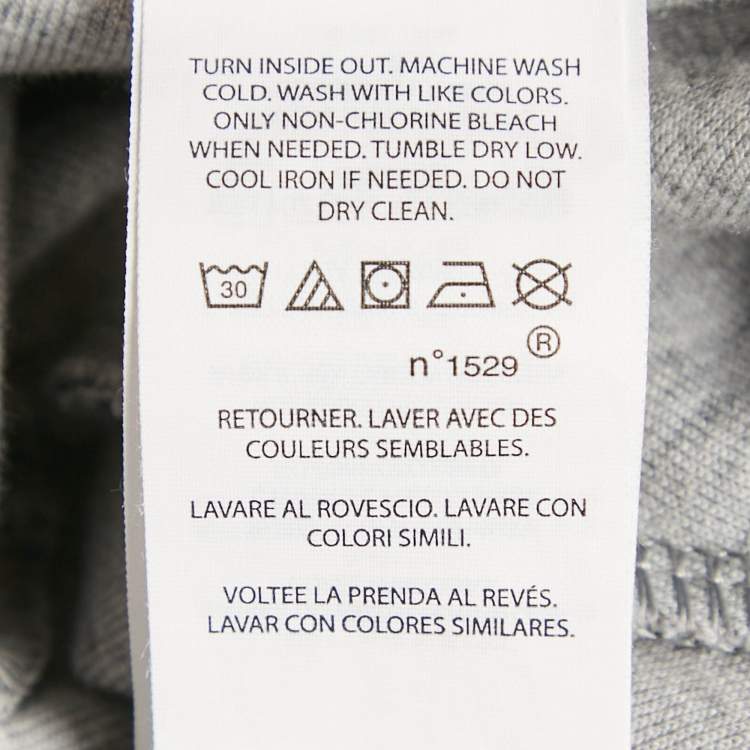 TURN INSIDE OUT. MACHINE WASH
COLD. WASH WITH LIKE COLORS.
ONLY NON-CHLORINE BLEACH
WHEN NEEDED. TUMBLE DRY LOW.
COOL IRON IF NEEDED. DO NOT
DRY CLEAN.
30
n°1529 ®
RETOURNER. LAVER AVEC DES
COULEURS SEMBLABLES.
LAVARE AL ROVESCIO. LAVARE CON
COLORI SIMILI.
VOLTEE LA PRENDA AL REVÉS.
LAVAR CON COLORES SIMILARES.